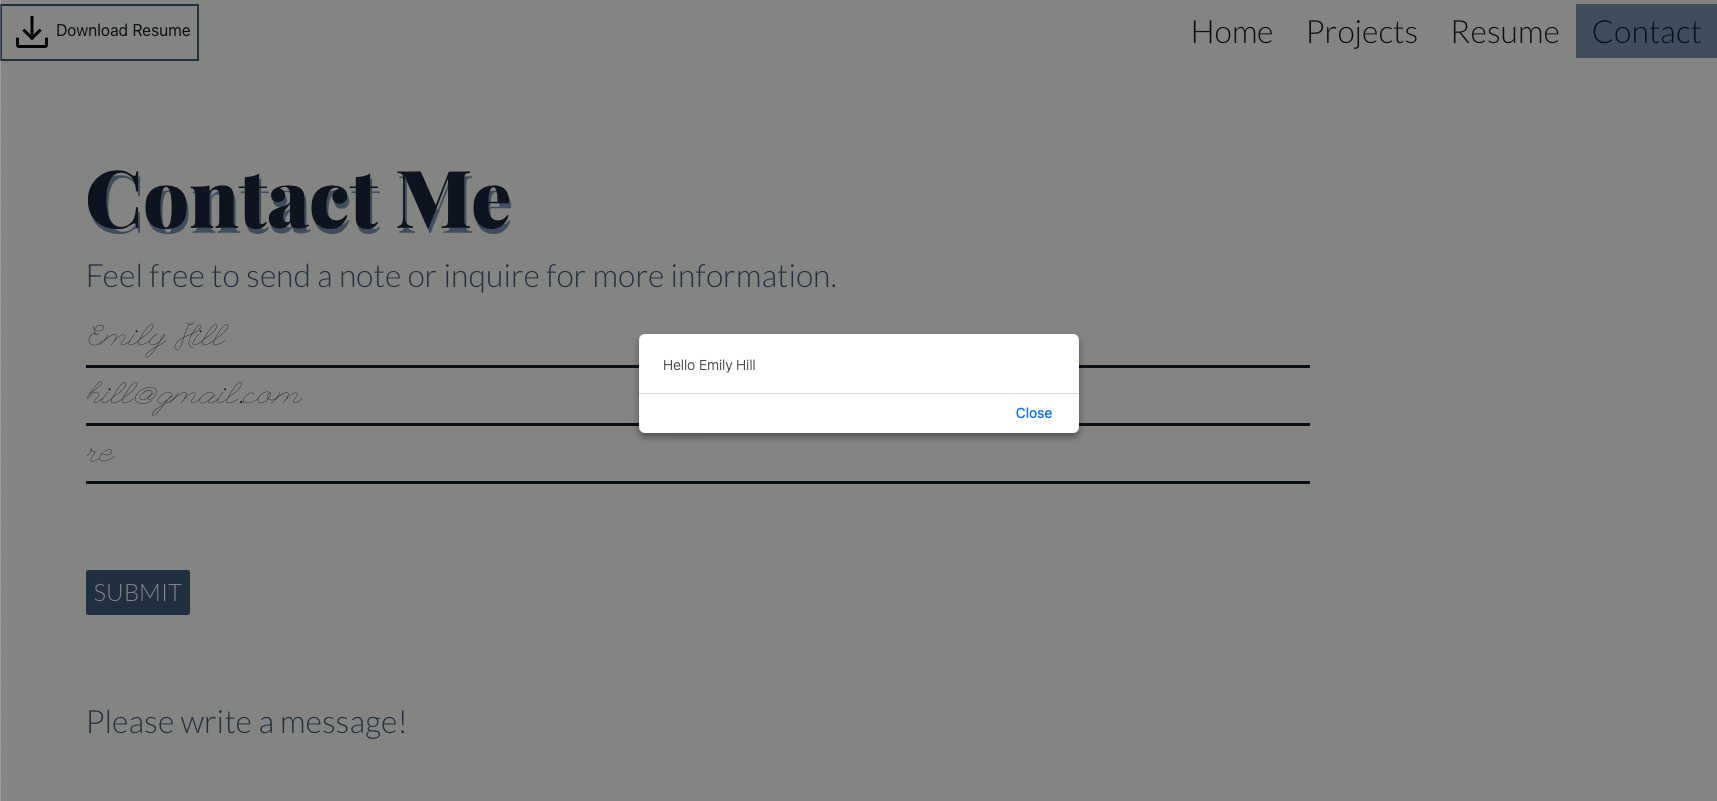 Download Resume
Home Projects Resume Contact
Contact Me
Feel free to send a note or inquire for more information.
Emily Hill
hill@gmail.com
re
Hello Emily Hill
Close
SUBMIT
Please write a message!